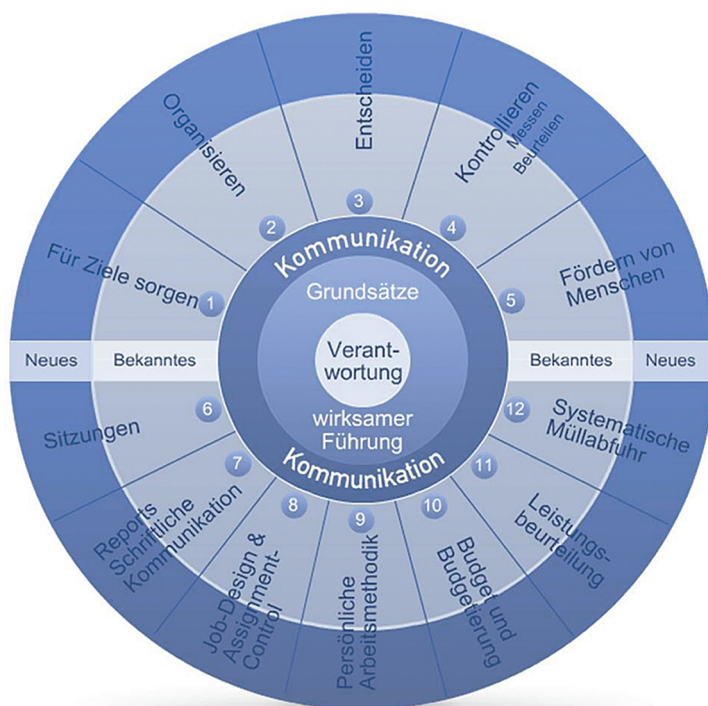 Für Ziele sorgen
1
Organisieren
2
Entscheiden
3
Kontrollieren
Messen
Beurteilen
4
Fördern von
Menschen
5
Kommunikation
Grundsätze
Verant-
wortung
wirksamer
Führung
Kommunikation
Neues
Bekanntes
Bekanntes
Neues
Sitzungen
6
Reports
Schriftliche
Kommunikation
7
Job-Design &
Assignment-
Control
8
Persönliche
Arbeitsmethodik
9
Budget und
Budgetierung
10
Leistungs-
beurteilung
11
Systematische
Müllabfuhr
12